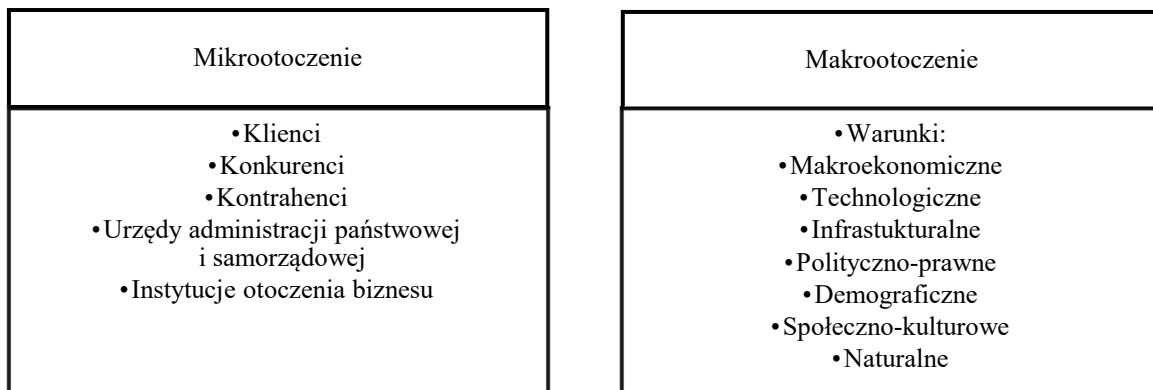 Mikrootoczenie
•Klienci
•Konkurenci
•Kontrahenci
•Urzędy administracji państwowej
i samorządowej
•Instytucje otoczenia biznesu
Makrootoczenie
•Warunki:
•Makroekonomiczne
•Technologiczne
•Infrastukturalne
•Polityczno-prawne
•Demograficzne
•Społeczno-kulturowe
•Naturalne